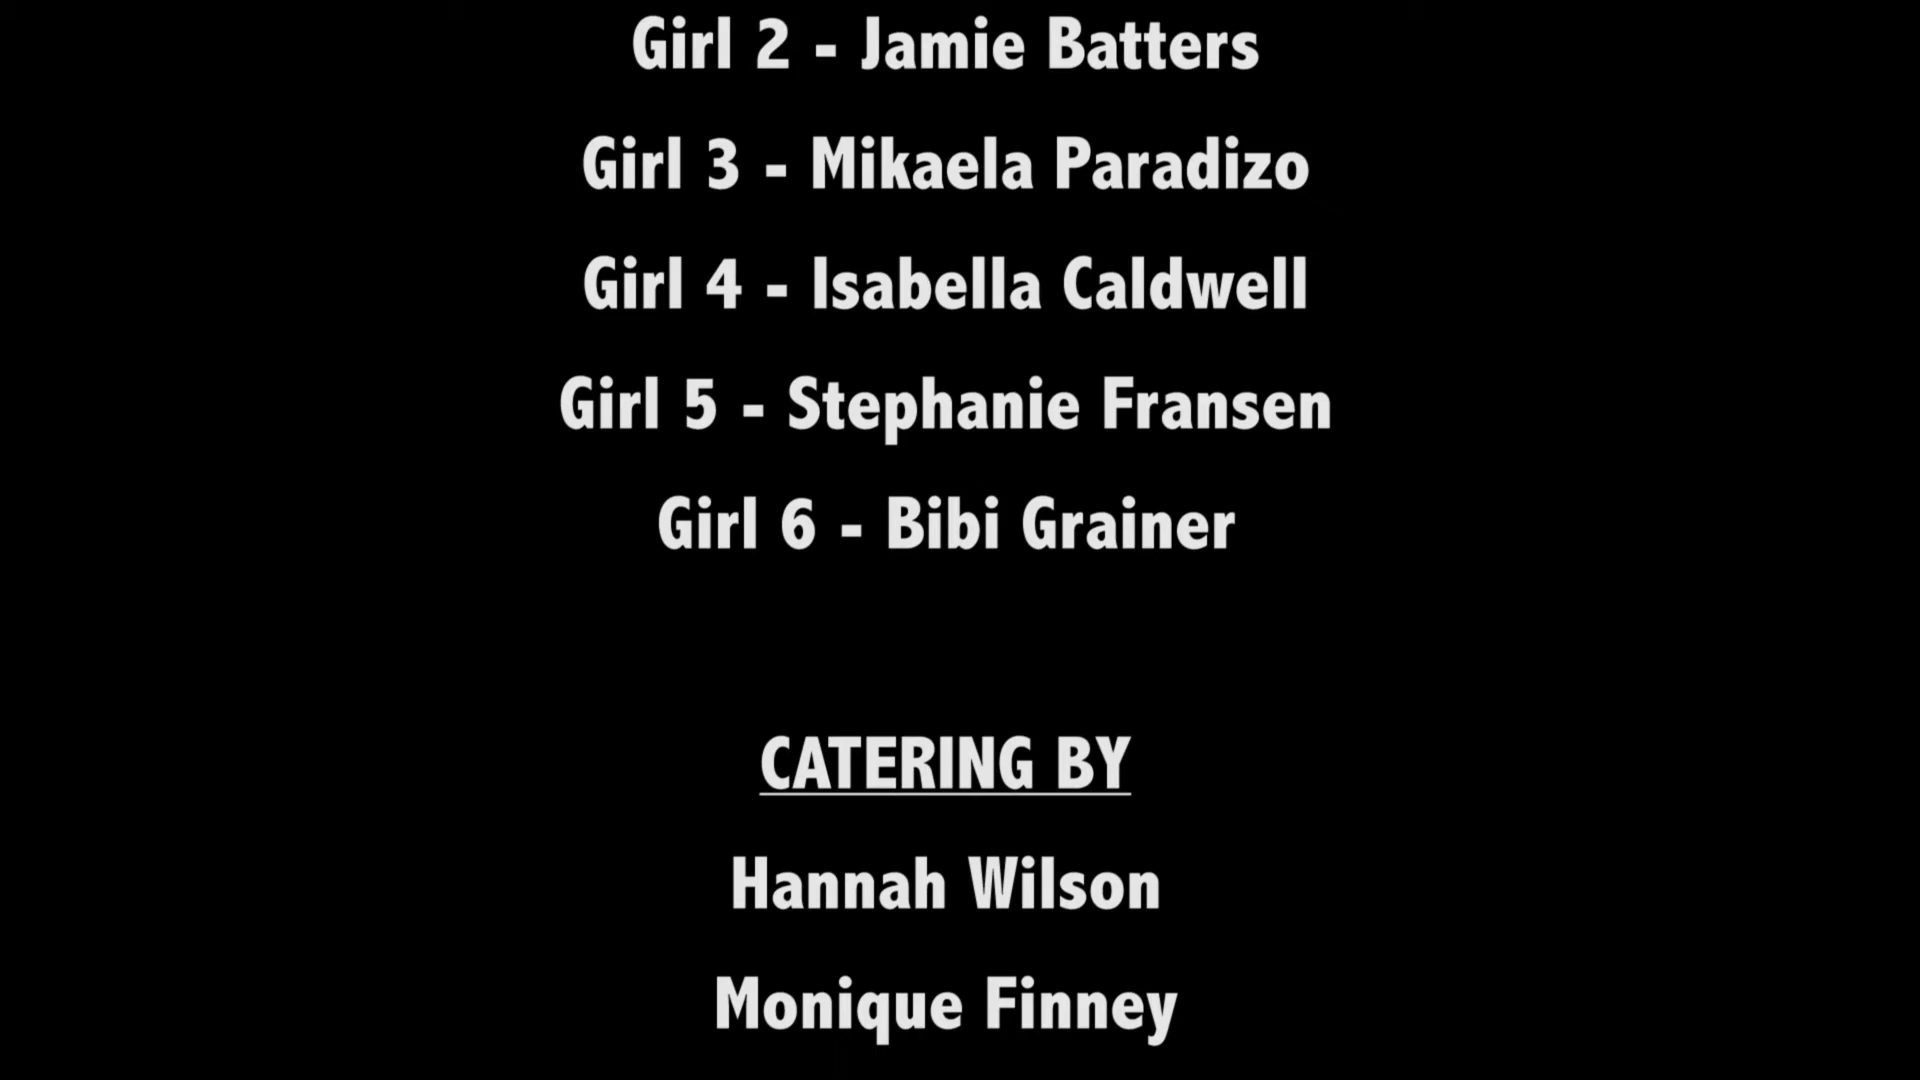 Girl 2 - Jamie Batters
Girl 3 - Mikaela Paradizo
Girl 4 - Isabella Caldwell
Girl 5 - Stephanie Fransen
Girl 6 - Bibi Grainer
CATERING BY
Hannah Wilson
Monique Finney